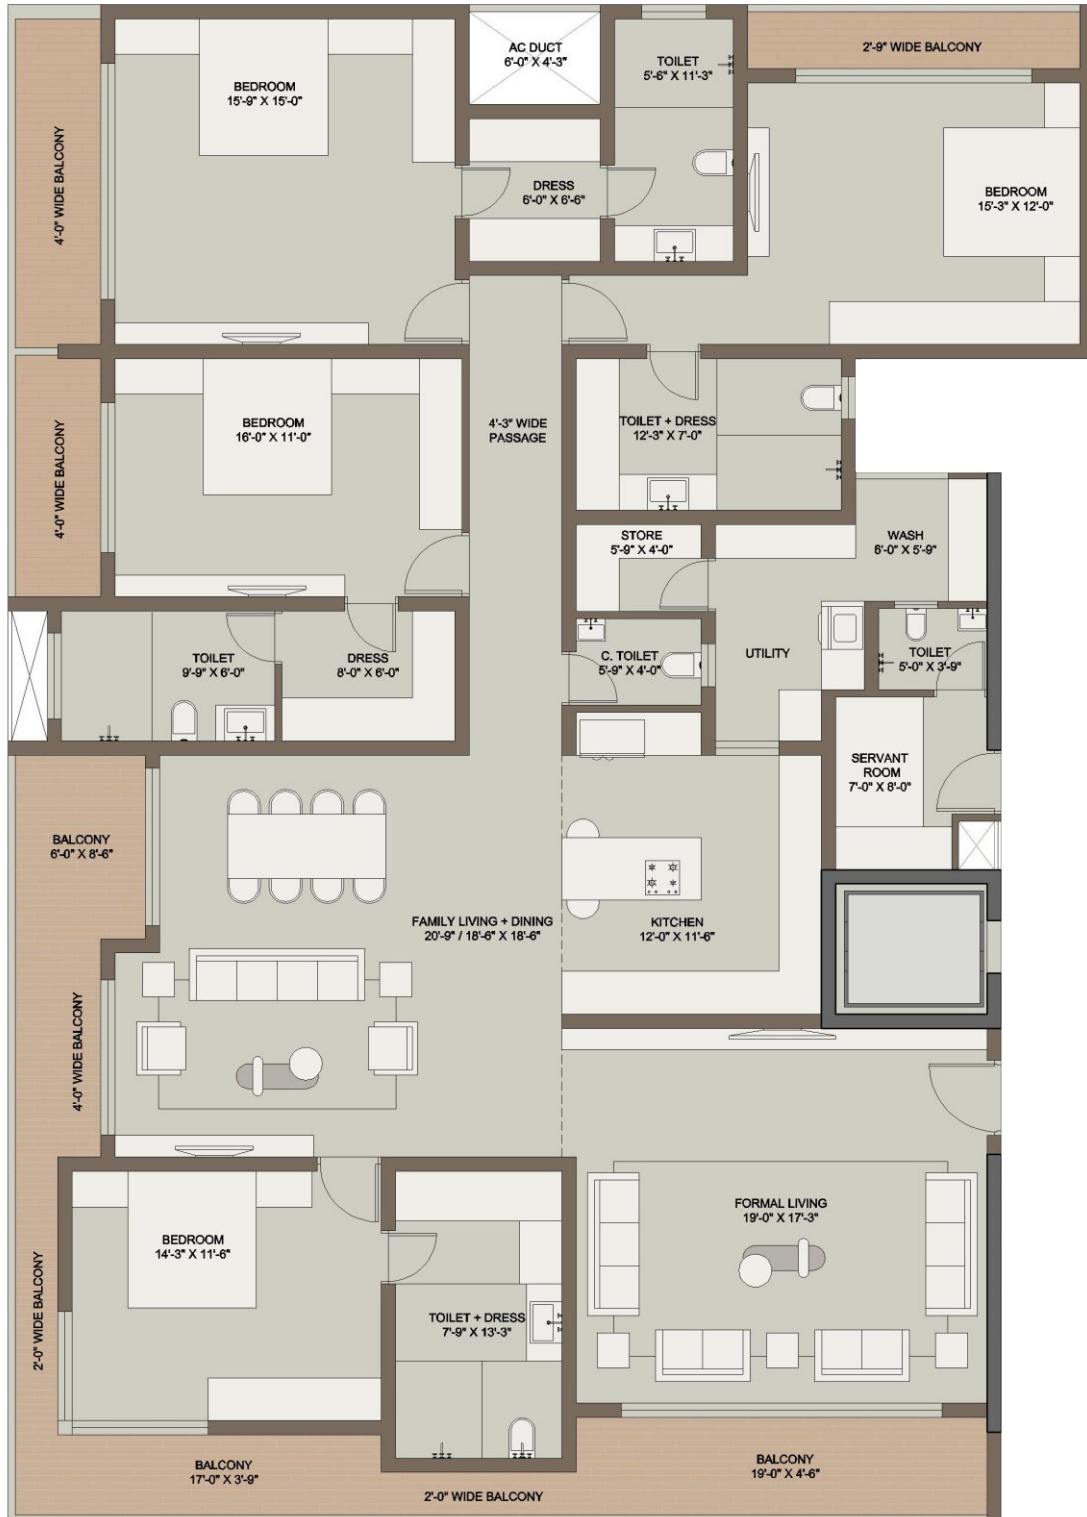 AC DUCT
6'-0" X 4'-3"
TOILET
5'-6" X 11'-3"
2'-9" WIDE BALCONY
BEDROOM
15'-9" X 15'-0"
4'-0" WIDE BALCONY
DRESS
6'-0" X 6'-6"
BEDROOM
15'-3" X 12'-0"
BEDROOM
16'-0" X 11'-0"
4'-0" WIDE BALCONY
4'-3" WIDE
PASSAGE
TOILET + DRESS
12'-3" X 7'-0"
STORE
5'-9" X 4'-0"
WASH
6'-0" X 5'-9"
TOILET
9'-9" X 6'-0"
DRESS
8'-0" X 6'-0"
C. TOILET
5'-9" X 4'-0"
UTILITY
TOILET
5'-0" X 3'-9"
SERVANT
ROOM
7'-0" X 8'-0"
BALCONY
6'-0" X 8'-6"
FAMILY LIVING + DINING
20'-9" / 18'-6" X 18'-6"
KITCHEN
12'-0" X 11'-6"
4'-0" WIDE BALCONY
FORMAL LIVING
19'-0" X 17'-3"
BEDROOM
14'-3" X 11'-6"
TOILET + DRESS
7'-9" X 13'-3"
2'-0" WIDE BALCONY
BALCONY
17'-0" X 3'-9"
BALCONY
19'-0" X 4'-6"
2'-0" WIDE BALCONY